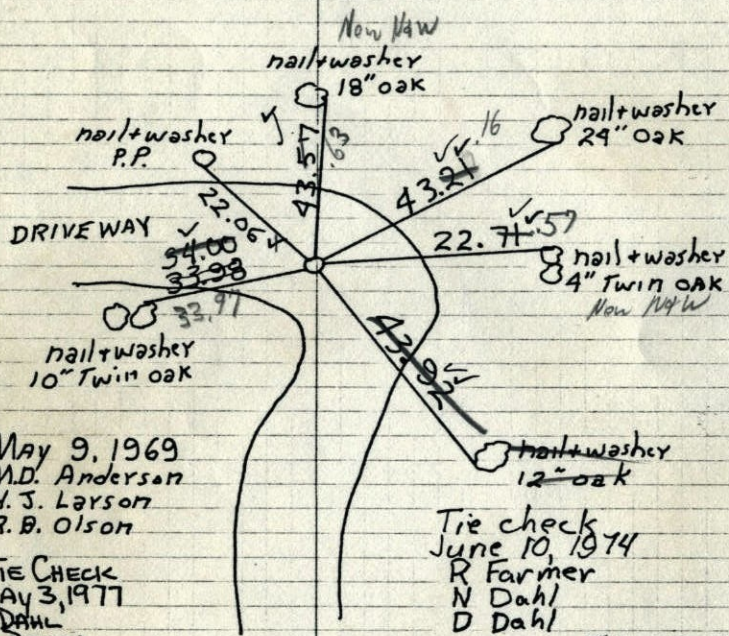 New N&W
nail+washer
18" oak
nail+washer
P.P.
nail+washer
24" Oak
43.57
.63
43.21
.16
22.06
DRIVEWAY
22.71
.57
34.00
33.98
33.97
nail+washer
4" Twin OAK
New N&W
nail+washer
10" Twin oak
43.92
nail+washer
12" oak
May 9, 1969
M.D. Anderson
J. Larson
R.B. Olson
Tie check
June 10, 1974
R Farmer
N Dahl
D Dahl
TIE CHECK
MAY 3, 1977
DAHL